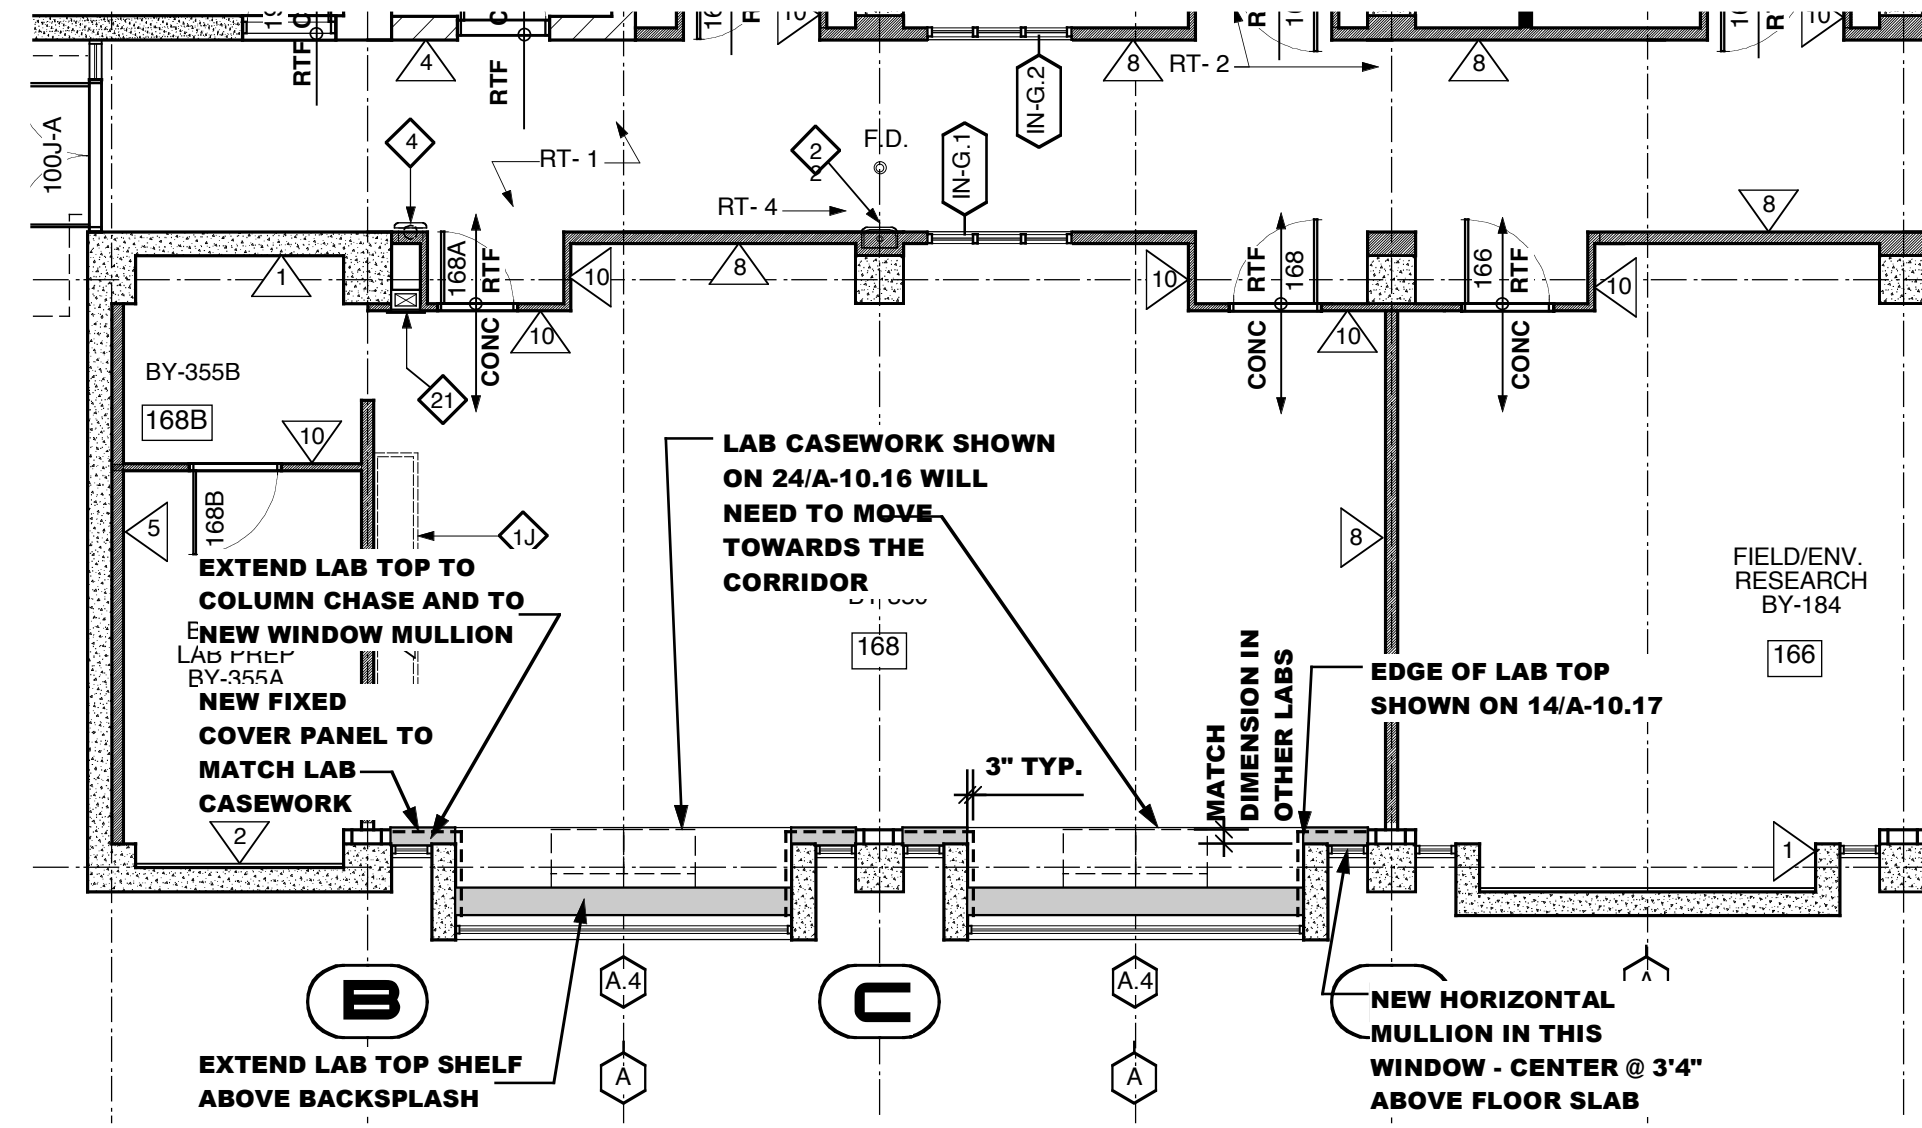 RTF
RTF
4
8
RT- 2
8
10
10
IN-G.2
100J-A
4
RT- 1
2
2
F.D.
IN-G.1
RT- 4
8
1
168A
RTF
10
8
10
RTF
168
166
RTF
10
CONC
10
CONC
10
CONC
BY-355B
168B
10
21
5
168B
1J
LAB CASEWORK SHOWN
ON 24/A-10.16 WILL
NEED TO MOVE
TOWARDS THE
CORRIDOR
168
8
FIELD/ENV.
RESEARCH
BY-184
166
EXTEND LAB TOP TO
COLUMN CHASE AND TO
NEW WINDOW MULLION
LAB PREP
BY-355A
NEW FIXED
COVER PANEL TO
MATCH LAB
CASEWORK
2
3" TYP.
MATCH
DIMENSION IN
OTHER LABS
EDGE OF LAB TOP
SHOWN ON 14/A-10.17
1
B
A.4
C
A.4
EXTEND LAB TOP SHELF
ABOVE BACKSPLASH
A
A
NEW HORIZONTAL
MULLION IN THIS
WINDOW - CENTER @ 3'4"
ABOVE FLOOR SLAB